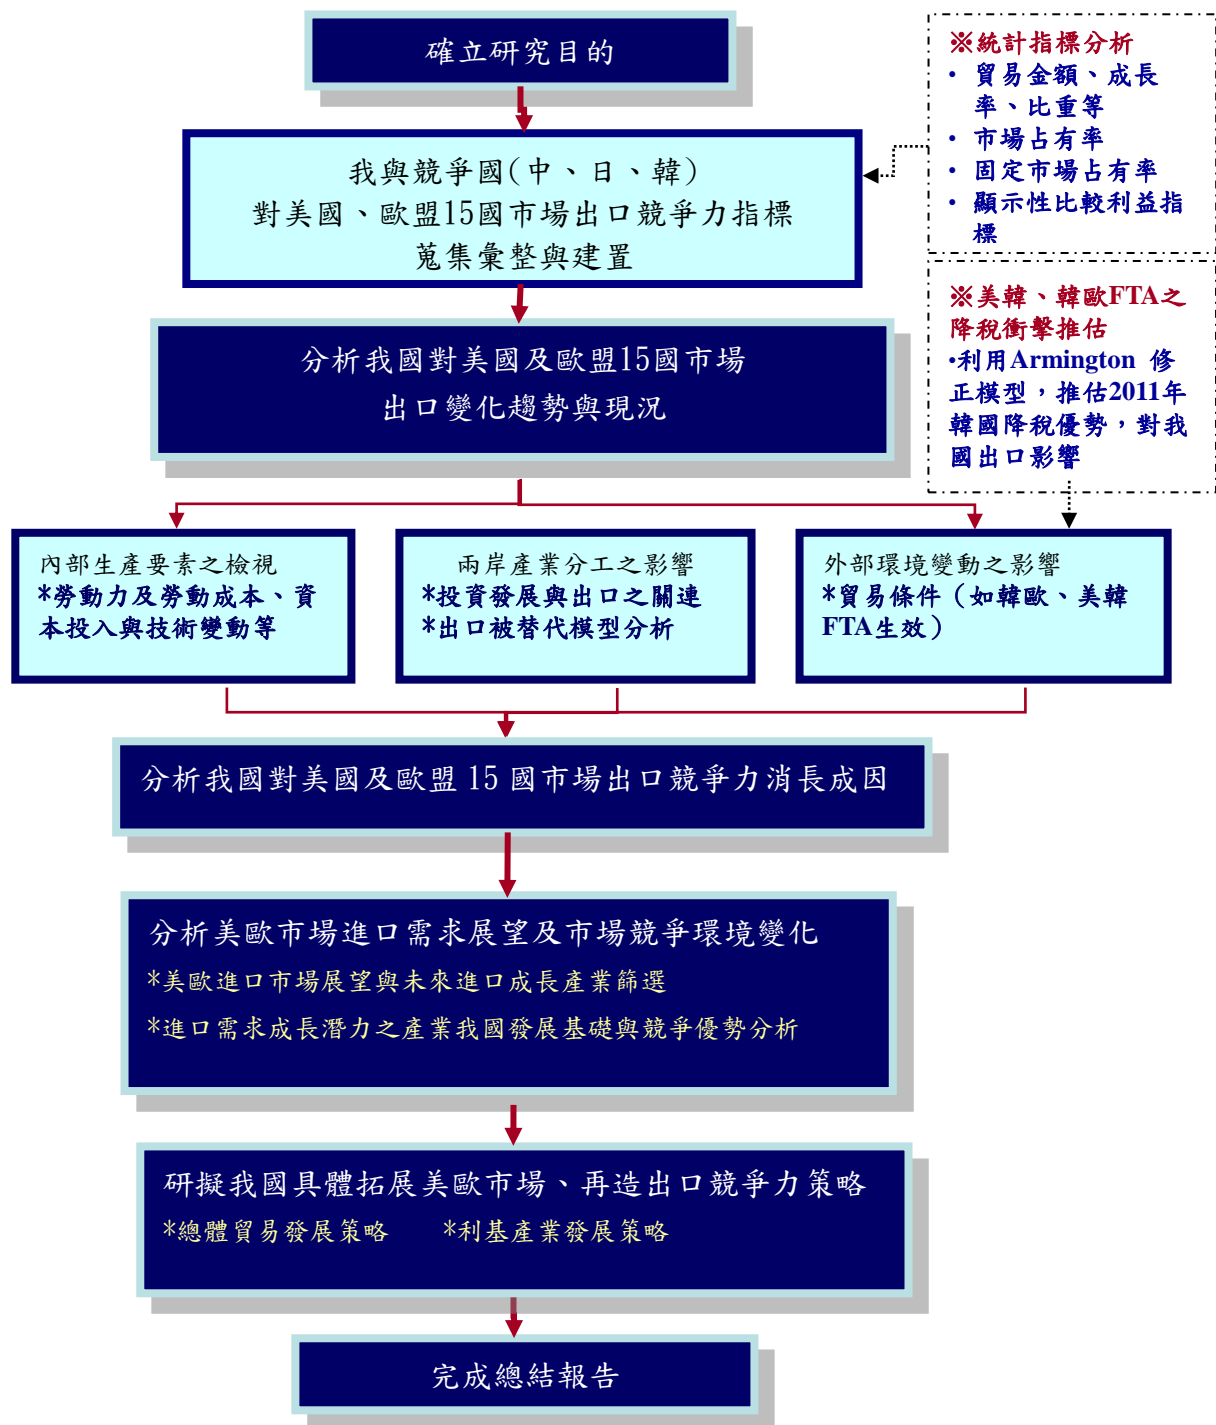 確立研究目的
※統計指標分析
• 貿易金額、成長
率、比重等
• 市場占有率
• 固定市場占有率
• 顯示性比較利益指
標
我與競爭國(中、日、韓)
對美國、歐盟15國市場出口競爭力指標
蒐集彙整與建置
※美韓、韓歐FTA之
降稅衝擊推估
•利用Armington 修
正模型，推估2011年
韓國降稅優勢，對我
國出口影響
分析我國對美國及歐盟15國市場
出口變化趨勢與現況
內部生產要素之檢視
*勞動力及勞動成本、資
本投入與技術變動等
兩岸產業分工之影響
*投資發展與出口之關連
*出口被替代模型分析
外部環境變動之影響
*貿易條件（如韓歐、美韓
FTA生效）
分析我國對美國及歐盟 15 國市場出口競爭力消長成因
分析美歐市場進口需求展望及市場競爭環境變化
*美歐進口市場展望與未來進口成長產業篩選
*進口需求成長潛力之產業我國發展基礎與競爭優勢分析
研擬我國具體拓展美歐市場、再造出口競爭力策略
*總體貿易發展策略 *利基產業發展策略
完成總結報告